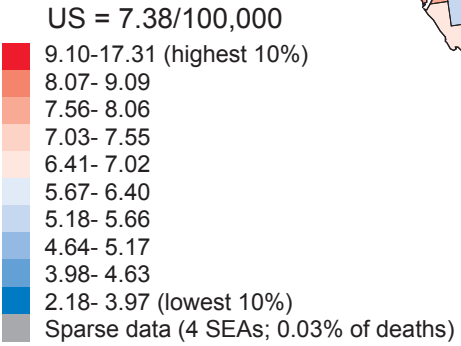 US = 7.38/100,000
9.10-17.31 (highest 10%)
8.07- 9.09
7.56- 8.06
7.03- 7.55
6.41- 7.02
5.67- 6.40
5.18- 5.66
4.64- 5.17
3.98- 4.63
2.18- 3.97 (lowest 10%)
Sparse data (4 SEAs; 0.03% of deaths)